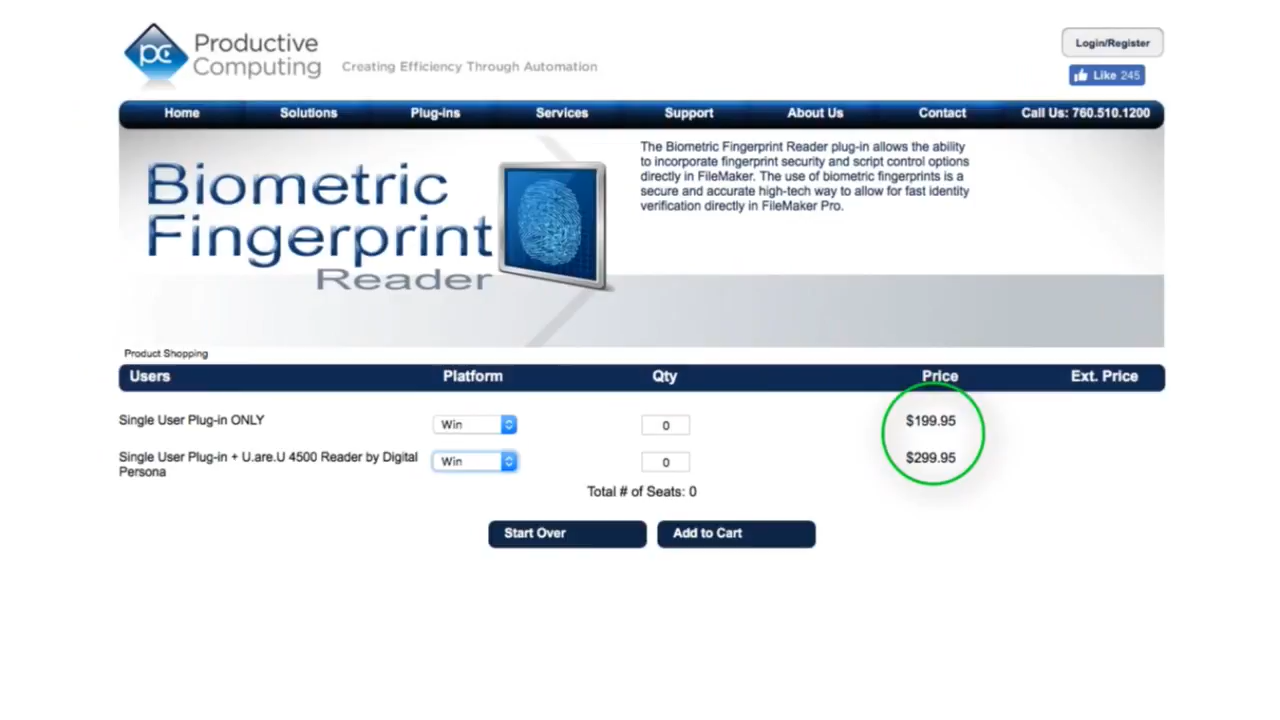 pc Productive
Computing
Creating Efficiency Through Automation
Login/Register
Like 245
Home Solutions Plug-ins Services Support About Us Contact Call Us: 760.510.1200
Biometric
Fingerprint
Reader
The Biometric Fingerprint Reader plug-in allows the ability
to incorporate fingerprint security and script control options
directly in FileMaker. The use of biometric fingerprints is a
secure and accurate high-tech way to allow for fast identity
verification directly in FileMaker Pro.
Product Shopping
Users Platform Qty Price Ext. Price
Single User Plug-in ONLY Win 0 $199.95
Single User Plug-in + U.are.U 4500 Reader by Digital
Persona Win 0 $299.95
Total # of Seats: 0
Start Over Add to Cart